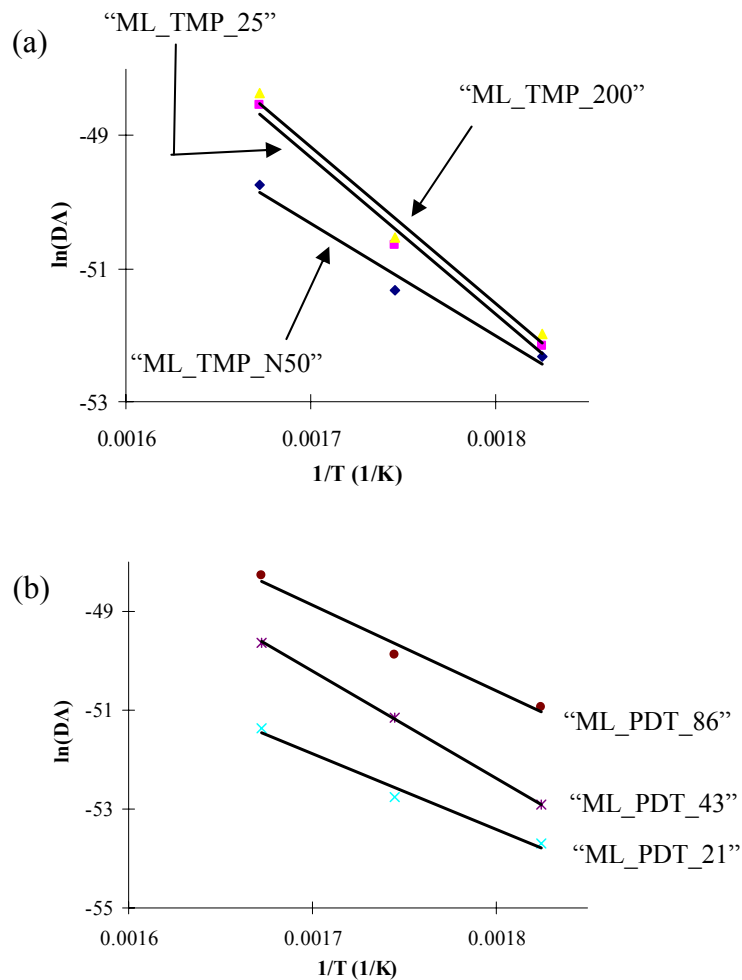 (a)
“ML_TMP_25”
“ML_TMP_200”
-49
-51
-53
ln(DΛ)
“ML_TMP_N50”
0.0016 0.0017 0.0018
1/T (1/K)
(b)
-49
-51
-53
-55
ln(DΛ)
“ML_PDT_86”
“ML_PDT_43”
“ML_PDT_21”
0.0016 0.0017 0.0018
1/T (1/K)